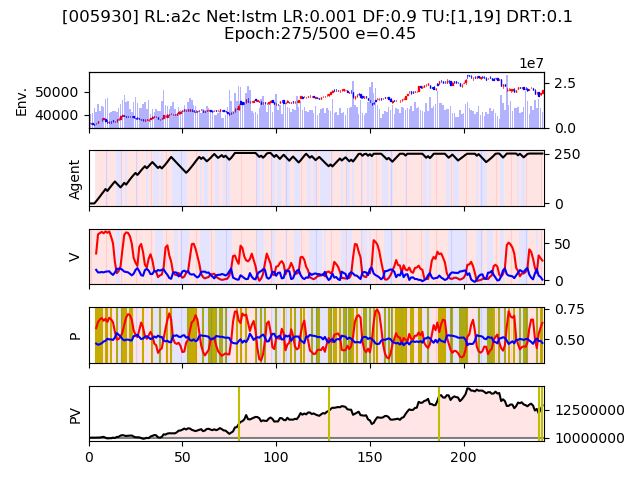 [005930] RL:a2c Net:lstm LR:0.001 DF:0.9 TU:[1,19] DRT:0.1
Epoch:275/500 e=0.45
1e7
Env.
50000
40000
2.5
0.0
Agent
250
0
V
50
0
P
0.75
0.50
PV
12500000
10000000
0 50 100 150 200